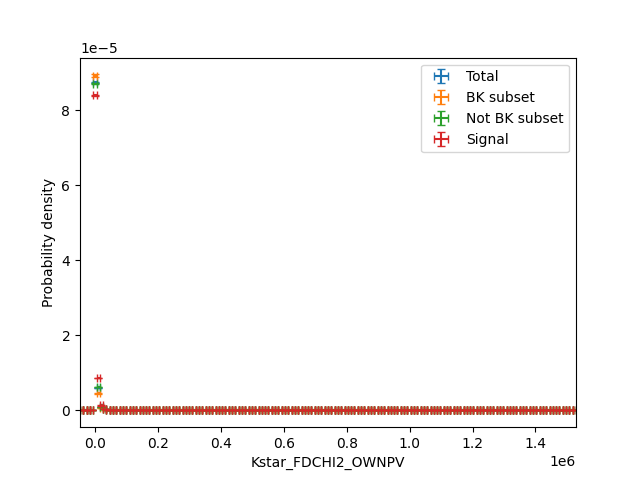 1e−5
Total
BK subset
Not BK subset
Signal
Probability density
8
6
4
2
0
0.0 0.2 0.4 0.6 0.8 1.0 1.2 1.4
1e6
Kstar_FDCHI2_OWNPV